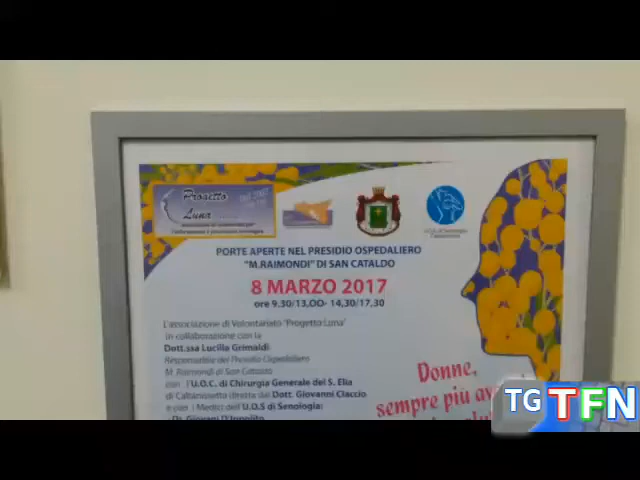 Progetto
Luna
PORTE APERTE NEL PRESIDIO OSPEDALIERO
"M.RAIMONDI" DI SAN CATALDO
8 MARZO 2017
ore 9.30/13,OO- 14,30/17,30
L'associazione di Volontariato "Progetto Luna"
in collaborazione con la
Dott.ssa Lucilla Grimaldi
Responsabile del Presidio Ospedaliero
M. Raimondi di San Cataldo
con l'U.O.C. di Chirurgia Generale del S. Elia
di Caltanissetta diretta dal Dott. Giovanni Ciaccio
e con i Medici dell'U.O.S di Senologia:
Donne,
sempre più
TG TFN